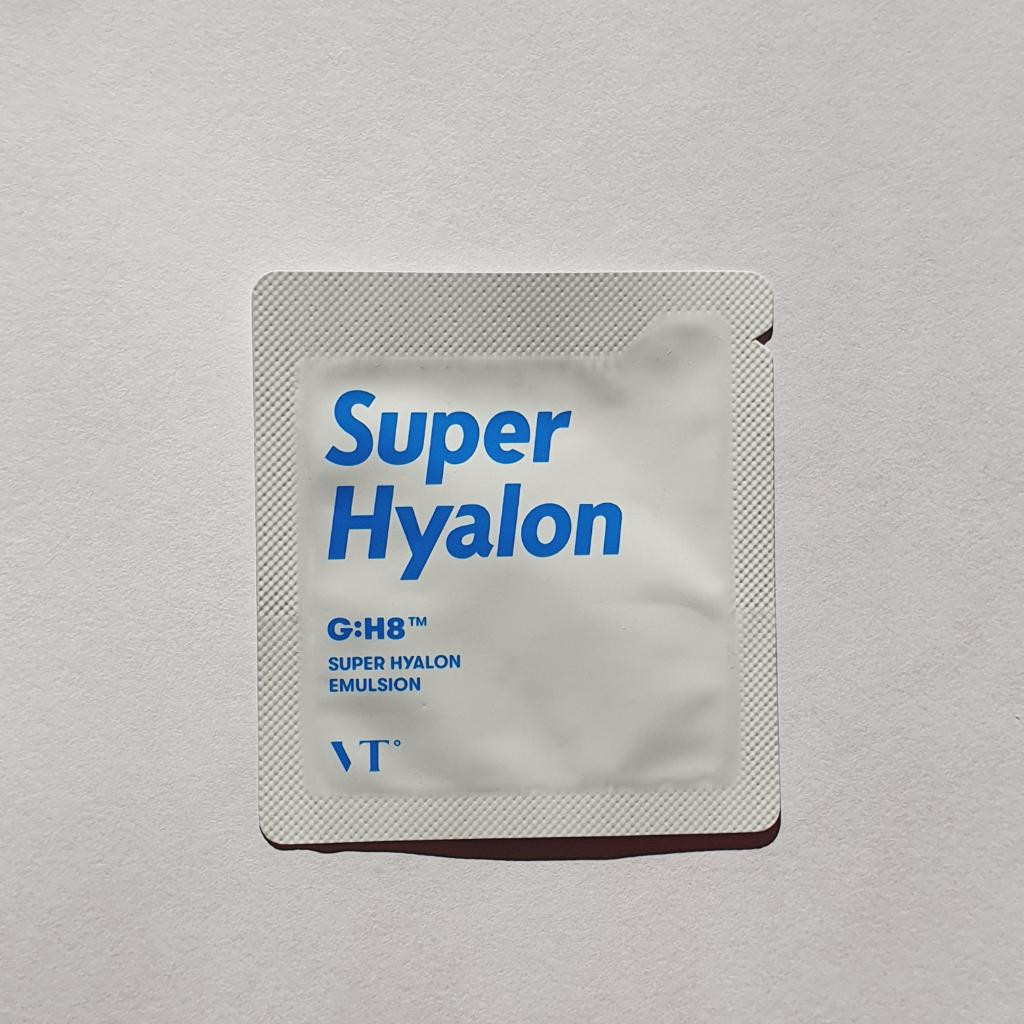 Super
Hyalon
G:H8™
SUPER HYALON
EMULSION
VT°